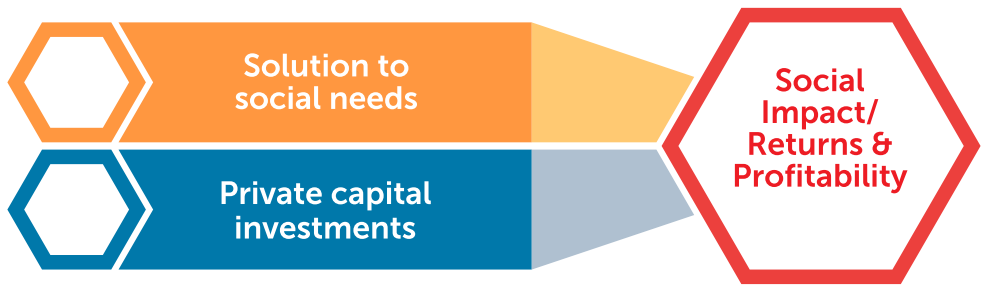 Solution to
social needs
Private capital
investments
Social
Impact/
Returns &
Profitability